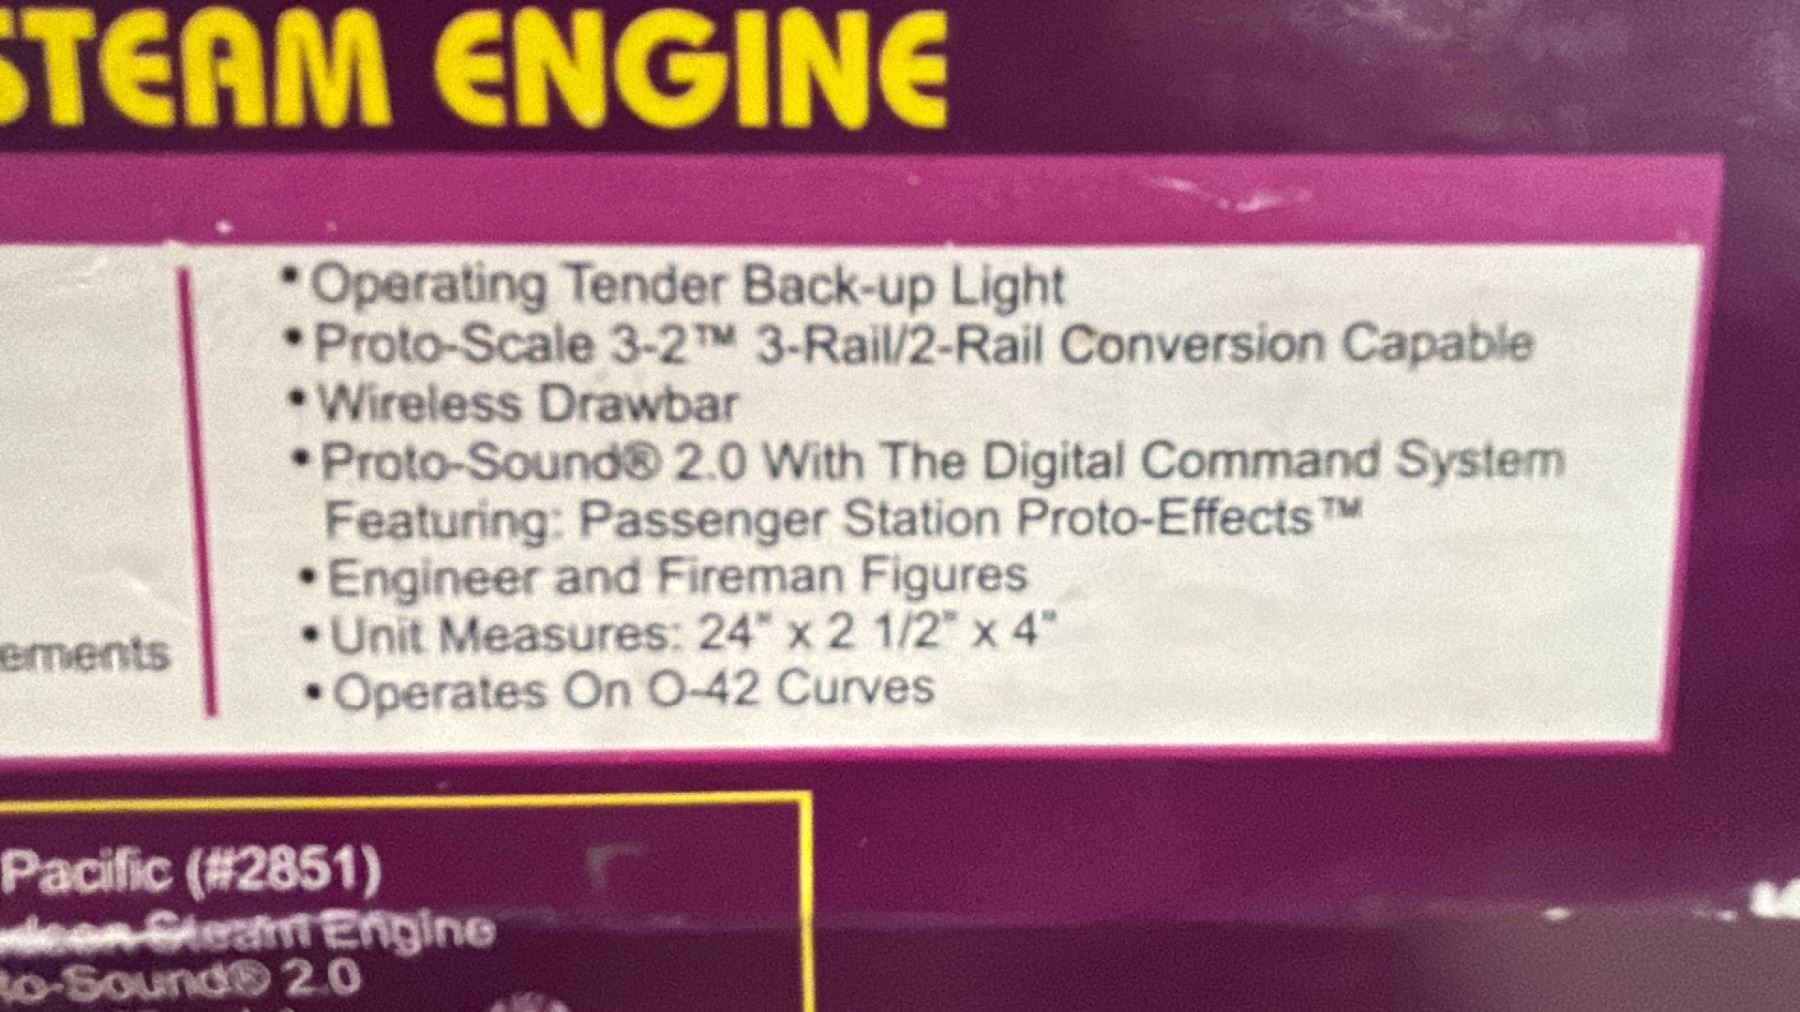 STEAM ENGINE
• Operating Tender Back-up Light
• Proto-Scale 3-2™ 3-Rail/2-Rail Conversion Capable
• Wireless Drawbar
• Proto-Sound® 2.0 With The Digital Command System
Featuring: Passenger Station Proto-Effects™
• Engineer and Fireman Figures
• Unit Measures: 24" x 2 1/2" x 4"
• Operates On O-42 Curves
ements
Pacific (#2851)
Steam Engine
to-Sound® 2.0